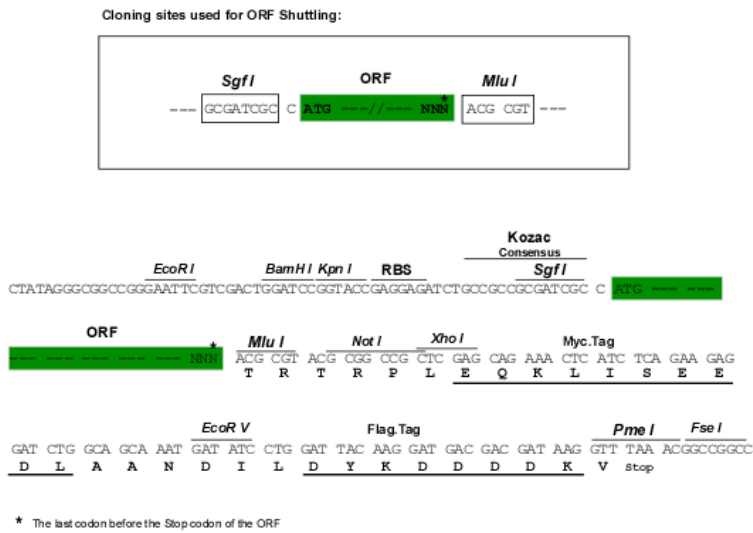 Cloning sites used for ORF Shuttling:
Sgf I ORF Mlu I
*
--- GCGATCGC C ATG ---//--- NNN ACG CGT ---
Kozac
Consensus
EcoR I BamH I Kpn I RBS Sgf I
CTATAGGGCGGCCGGGAATTCGTCGACTGGATCCGGTACCGAGGAGATCTGCCGCCGCGATCGC C ATG --- ---
ORF
* Mlu I Not I Xho I Myc.Tag
--- --- --- --- --- NNN ACG CGT ACG CGG CCG CTC GAG CAG AAA CTC ATC TCA GAA GAG
T R T R P L E Q K L I S E E
EcoR V Flag.Tag Pme I Fse I
GAT CTG GCA GCA AAT GAT ATC CTG GAT TAC AAG GAT GAC GAC GAT AAG GTT TAA ACGGCCGGCC
D L A A N D I L D Y K D D D D K V Stop
* The last codon before the Stop codon of the ORF